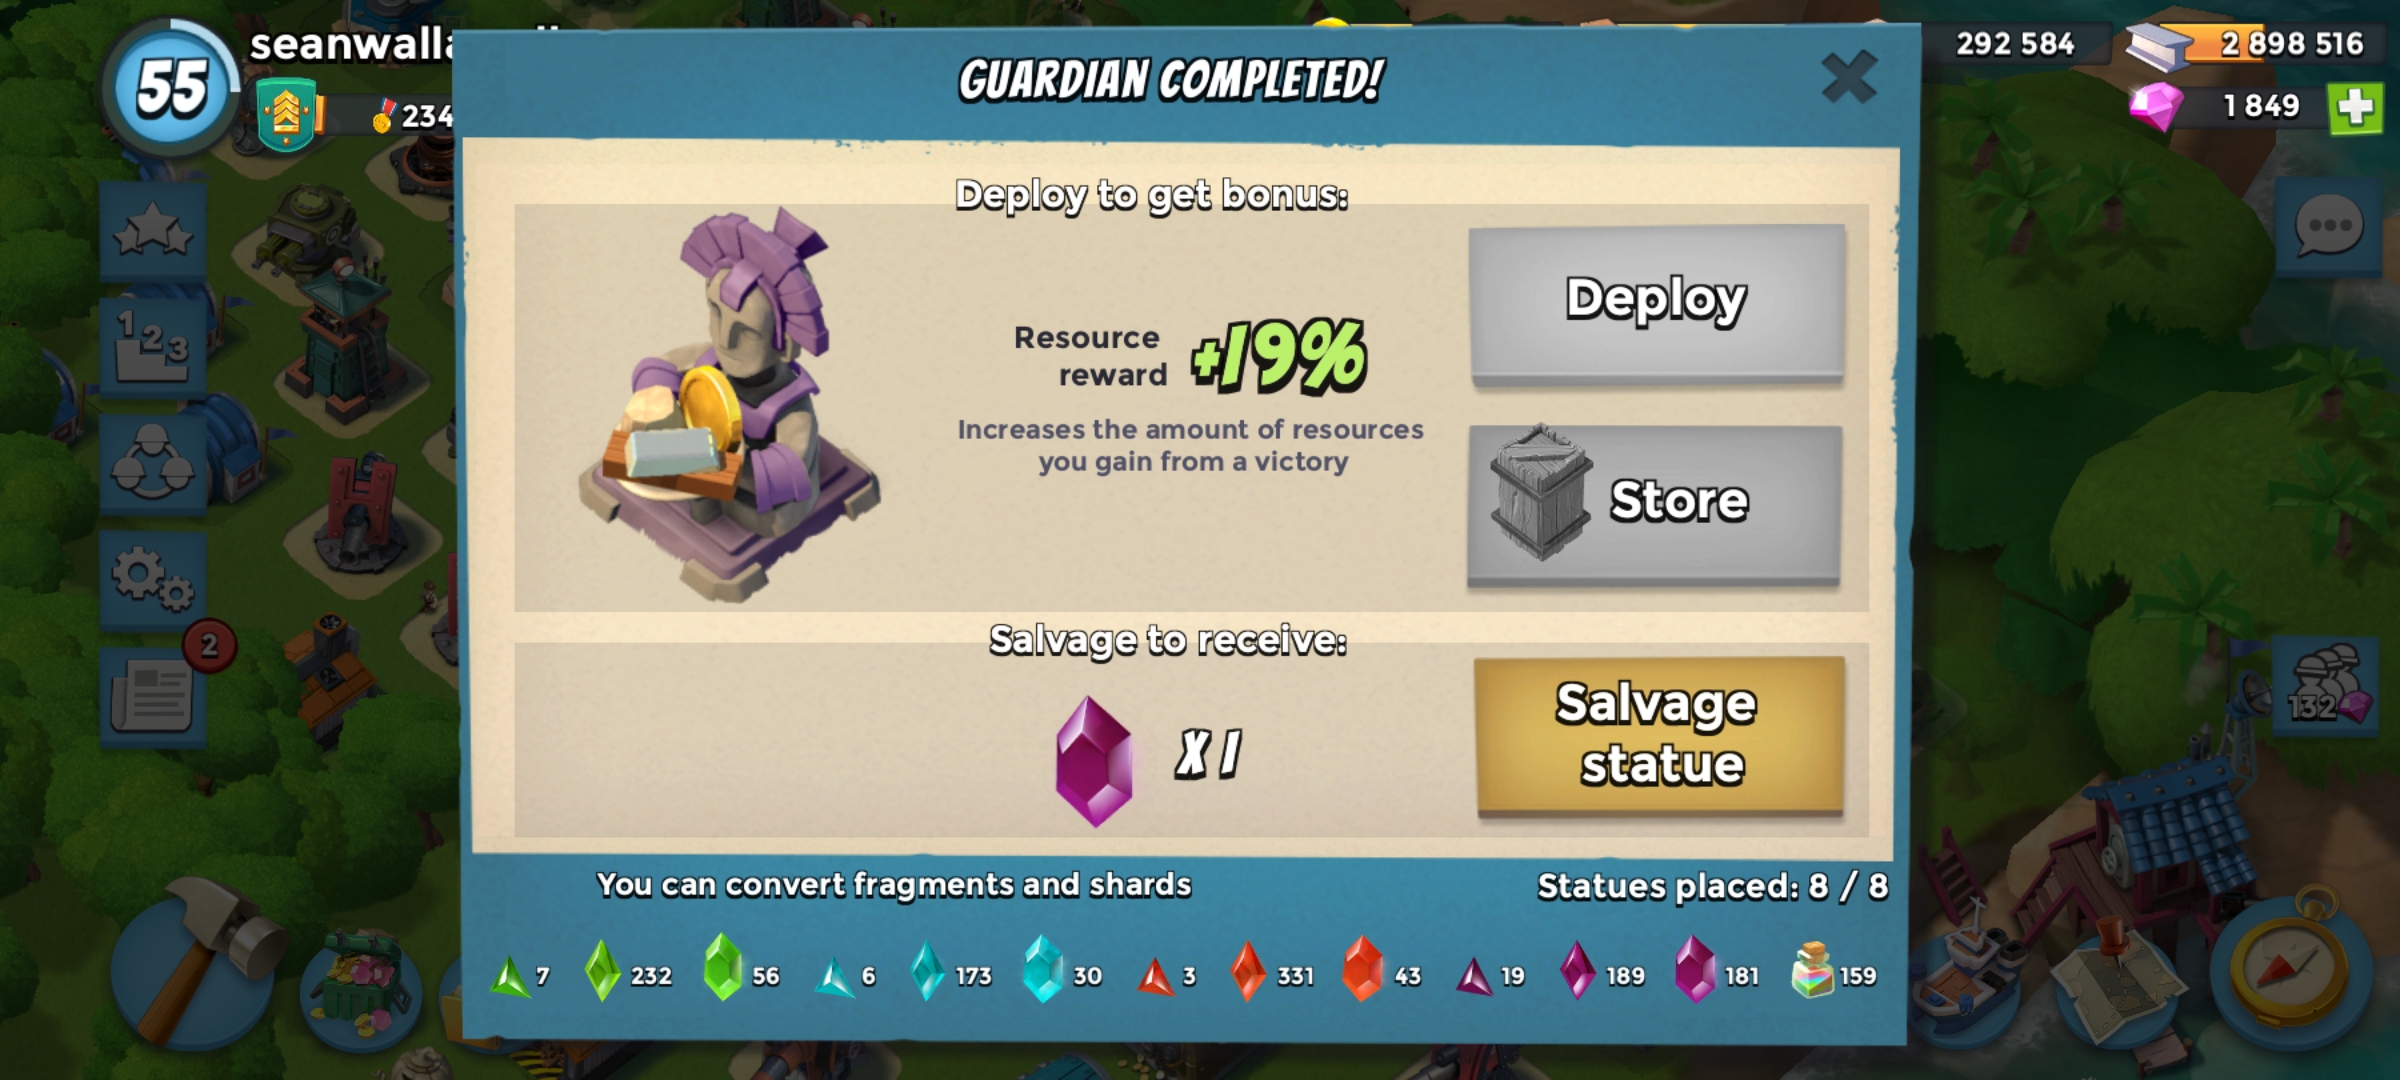 55
234
292 584
2 898 516
1 849
GUARDIAN COMPLETED!
Deploy to get bonus:
Resource
reward
+19%
Increases the amount of resources
you gain from a victory
Deploy
Store
Salvage to receive:
X 1
Salvage
statue
1 2 3
2
132
You can convert fragments and shards
Statues placed: 8 / 8
7 232 56 6 173 30 3 331 43 19 189 181 159